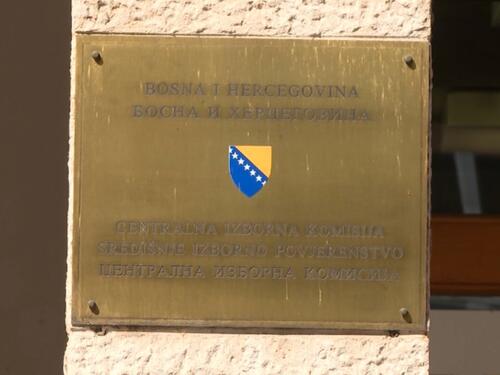 BOSNA I HERCEGOVINA
БОСНА И ХЕРЦЕГОВИНА
CENTRALNA IZBORNA KOMISIJA
SREDIŠNJE IZBORNO POVJERENSTVO
ЦЕНТРАЛНА ИЗБОРНА КОМИСИЈА